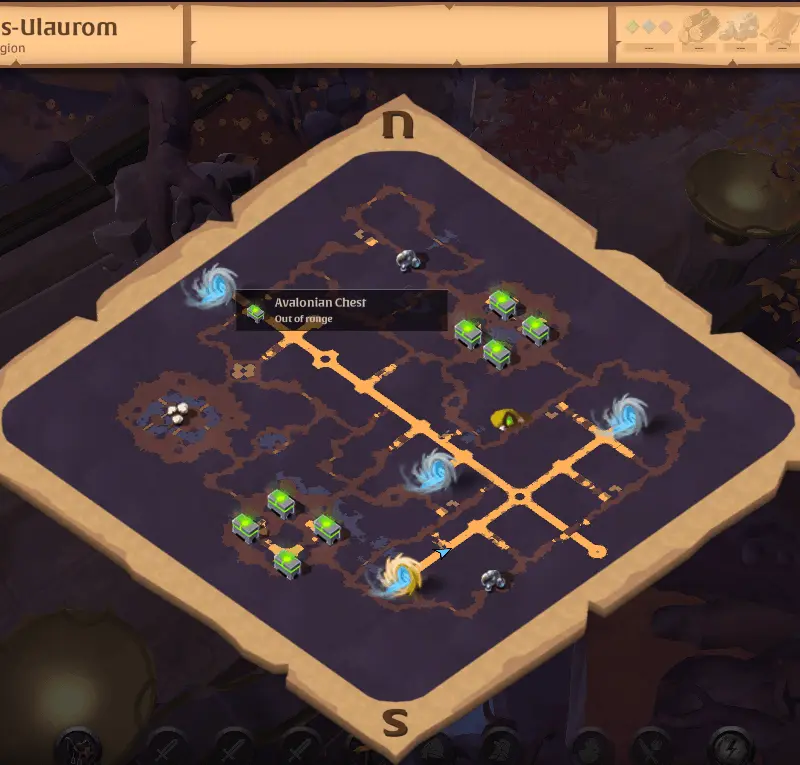 s-Ulaurom
gion
n
Avalonian Chest
Out of range
s